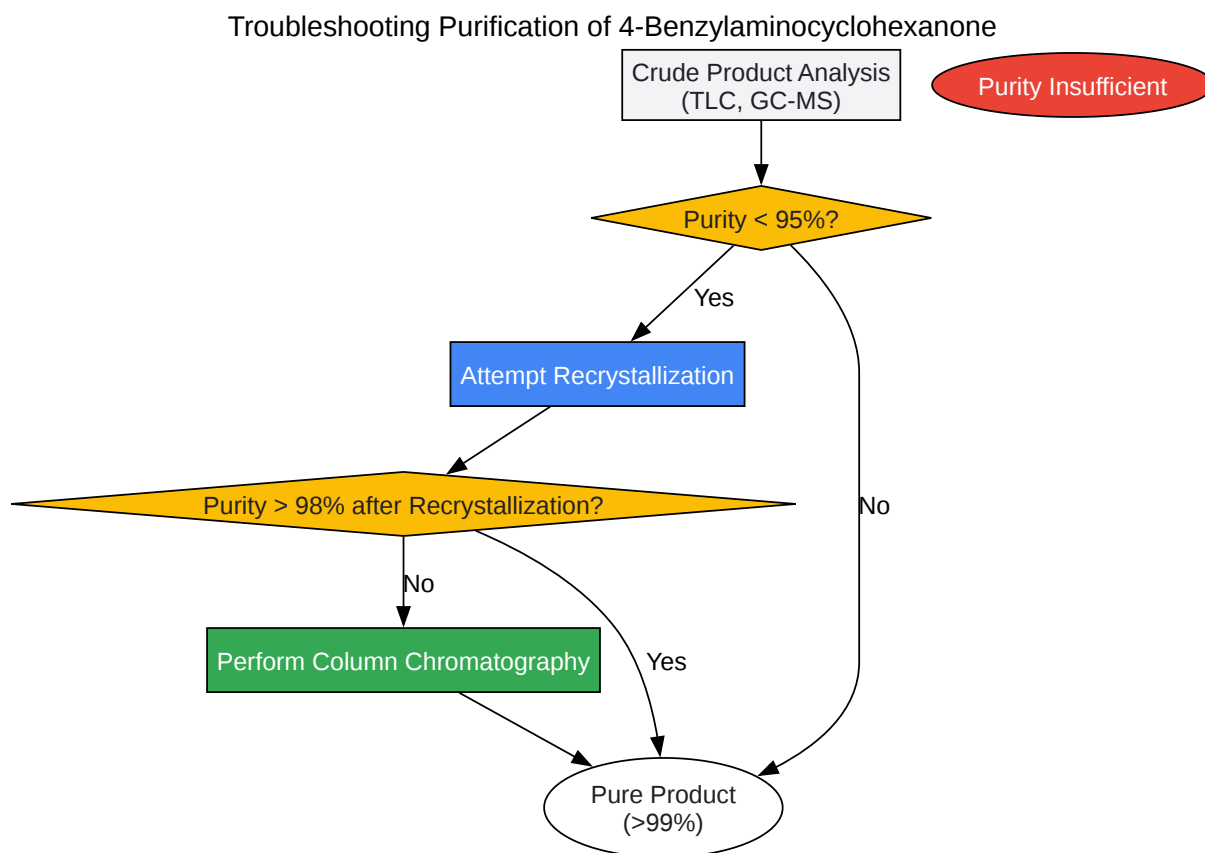 Troubleshooting Purification of 4-Benzylaminocyclohexanone
Crude Product Analysis
(TLC, GC-MS)
Purity Insufficient
Purity < 95%?
Yes
Attempt Recrystallization
Purity > 98% after Recrystallization?
No
No
Perform Column Chromatography
Yes
Pure Product
(>99%)